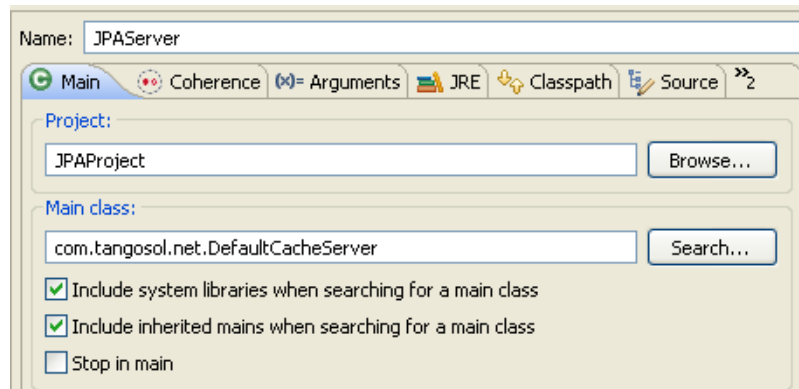 Name: JPAServer
Main Coherence (x)= Arguments JRE Classpath Source »2
Project:
JPAProject Browse...
Main class:
com.tangosol.net.DefaultCacheServer Search...
Include system libraries when searching for a main class
Include inherited mains when searching for a main class
Stop in main